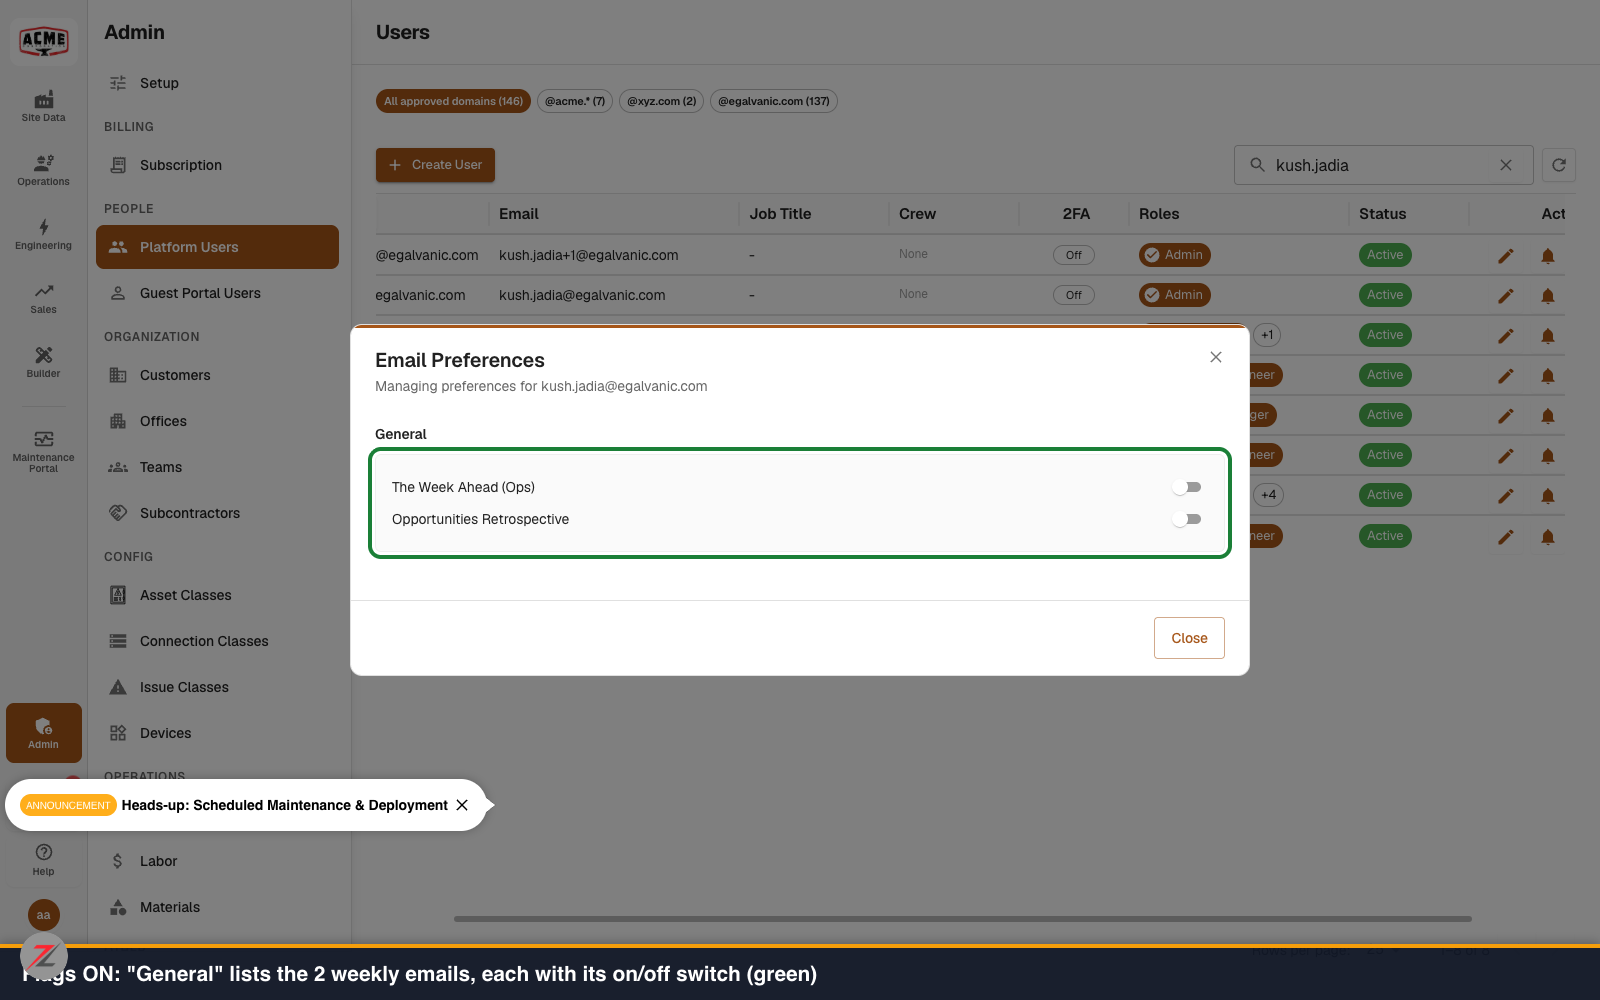 ACME
Site Data
Operations
Engineering
Sales
Builder
Maintenance
Portal
Admin
Help
aa
Admin
Setup
BILLING
Subscription
PEOPLE
Platform Users
Guest Portal Users
ORGANIZATION
Customers
Offices
Teams
Subcontractors
CONFIG
Asset Classes
Connection Classes
Issue Classes
Devices
OPERATIONS
Labor
Materials
ANNOUNCEMENT Heads-up: Scheduled Maintenance & Deployment
Users
All approved domains (146) @acme.* (7) @xyz.com (2) @egalvanic.com (137)
Create User
kush.jadia
Email Job Title Crew 2FA Roles Status Act
@egalvanic.com kush.jadia+1@egalvanic.com - None Off Admin Active
egalvanic.com kush.jadia@egalvanic.com - None Off Admin Active
+1 Active
neer Active
ger Active
neer Active
+4 Active
neer Active
Email Preferences
Managing preferences for kush.jadia@egalvanic.com
General
The Week Ahead (Ops)
Opportunities Retrospective
Close
ags ON: "General" lists the 2 weekly emails, each with its on/off switch (green)